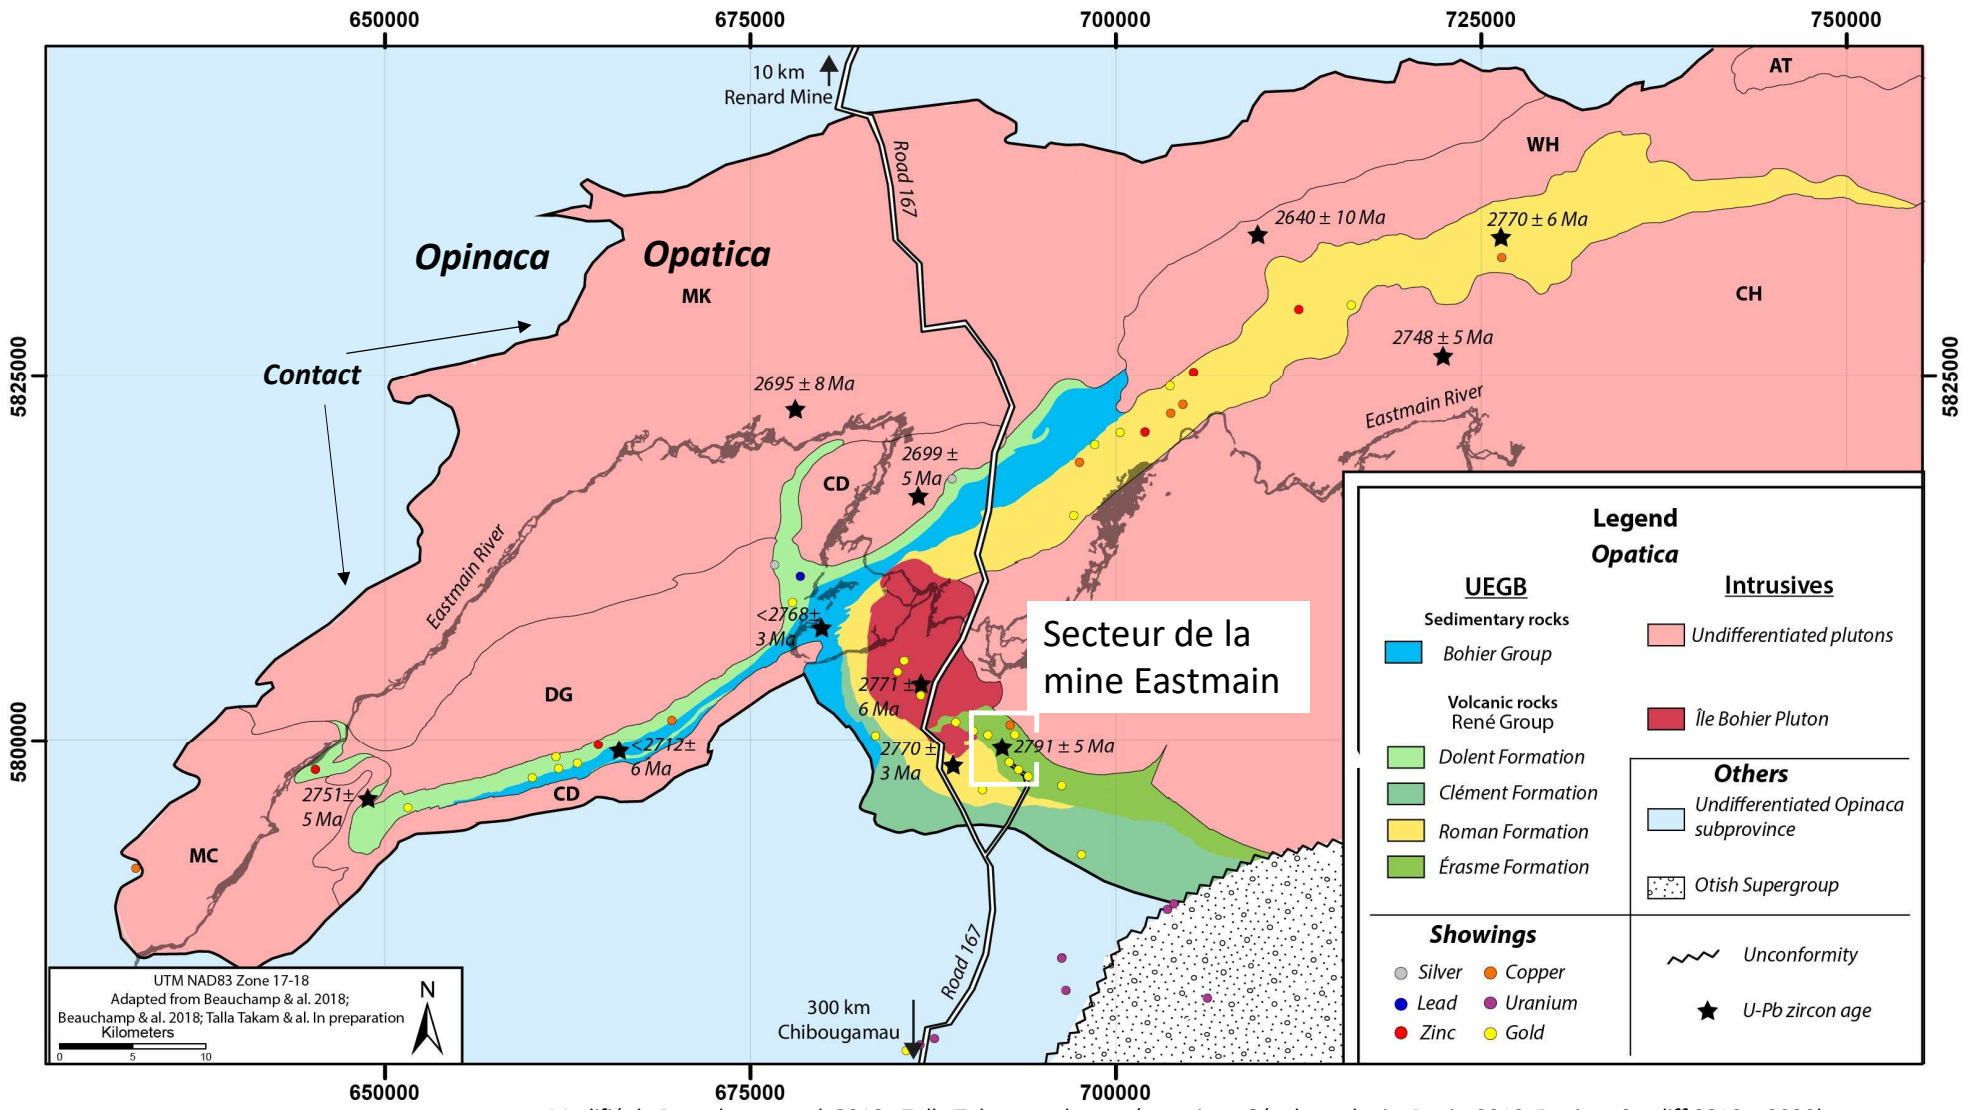 650000
675000
700000
725000
750000
10 km
Renard Mine
AT
WH
Road 167
2640 ± 10 Ma
2770 ± 6 Ma
Opinaca
Opatica
MK
CH
2748 ± 5 Ma
Contact
5825000
5825000
2695 ± 8 Ma
Eastmain River
2699 ±
5 Ma
CD
Eastmain River
<2768±
3 Ma
Secteur de la
mine Eastmain
DG
2771 ±
6 Ma
5800000
<2712±
6 Ma
2770 ±
3 Ma
2791 ± 5 Ma
2751±
5 Ma
CD
MC
Road 167
300 km
Chibougamau
UTM NAD83 Zone 17-18
Adapted from Beauchamp & al. 2018;
Beauchamp & al. 2018; Talla Takam & al. In preparation
Kilometers
0 5 10
N
Legend
Opatica
UEGB
Sedimentary rocks
Bohier Group
Volcanic rocks
René Group
Dolent Formation
Clément Formation
Roman Formation
Érasme Formation
Intrusives
Undifferentiated plutons
Île Bohier Pluton
Others
Undifferentiated Opinaca
subprovince
Otish Supergroup
Showings
Silver
Copper
Lead
Uranium
Zinc
Gold
Unconformity
U-Pb zircon age
650000
675000
700000